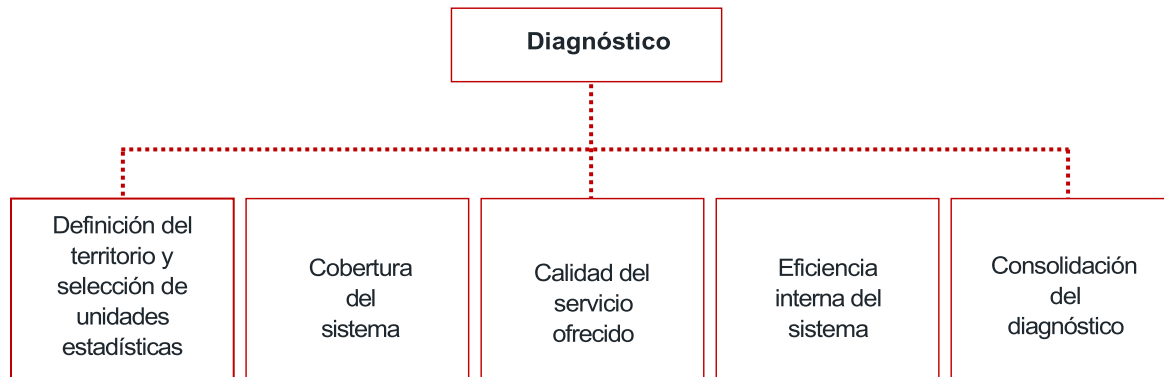 Diagnóstico
Definición del
territorio y
selección de
unidades
estadísticas
Cobertura
del
sistema
Calidad del
servicio
ofrecido
Eficiencia
interna del
sistema
Consolidación
del
diagnóstico